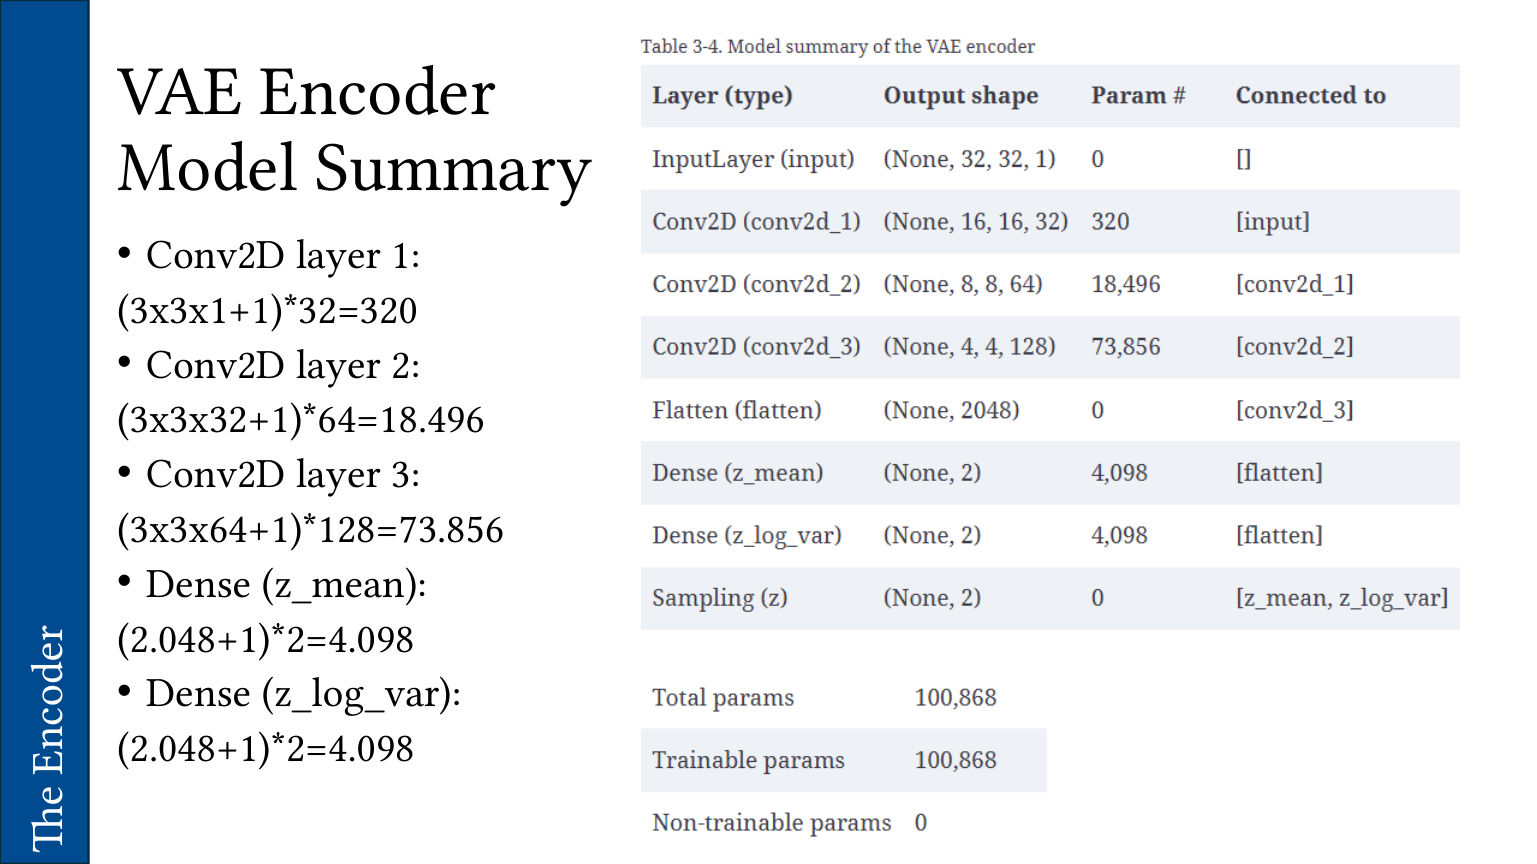 The Encoder
VAE Encoder
Model Summary
• Conv2D layer 1:
(3x3x1+1)*32=320
• Conv2D layer 2:
(3x3x32+1)*64=18.496
• Conv2D layer 3:
(3x3x64+1)*128=73.856
• Dense (z_mean):
(2.048+1)*2=4.098
• Dense (z_log_var):
(2.048+1)*2=4.098
Table 3-4. Model summary of the VAE encoder
Layer (type) Output shape Param # Connected to
InputLayer (input) (None, 32, 32, 1) 0 []
Conv2D (conv2d_1) (None, 16, 16, 32) 320 [input]
Conv2D (conv2d_2) (None, 8, 8, 64) 18,496 [conv2d_1]
Conv2D (conv2d_3) (None, 4, 4, 128) 73,856 [conv2d_2]
Flatten (flatten) (None, 2048) 0 [conv2d_3]
Dense (z_mean) (None, 2) 4,098 [flatten]
Dense (z_log_var) (None, 2) 4,098 [flatten]
Sampling (z) (None, 2) 0 [z_mean, z_log_var]
Total params 100,868
Trainable params 100,868
Non-trainable params 0